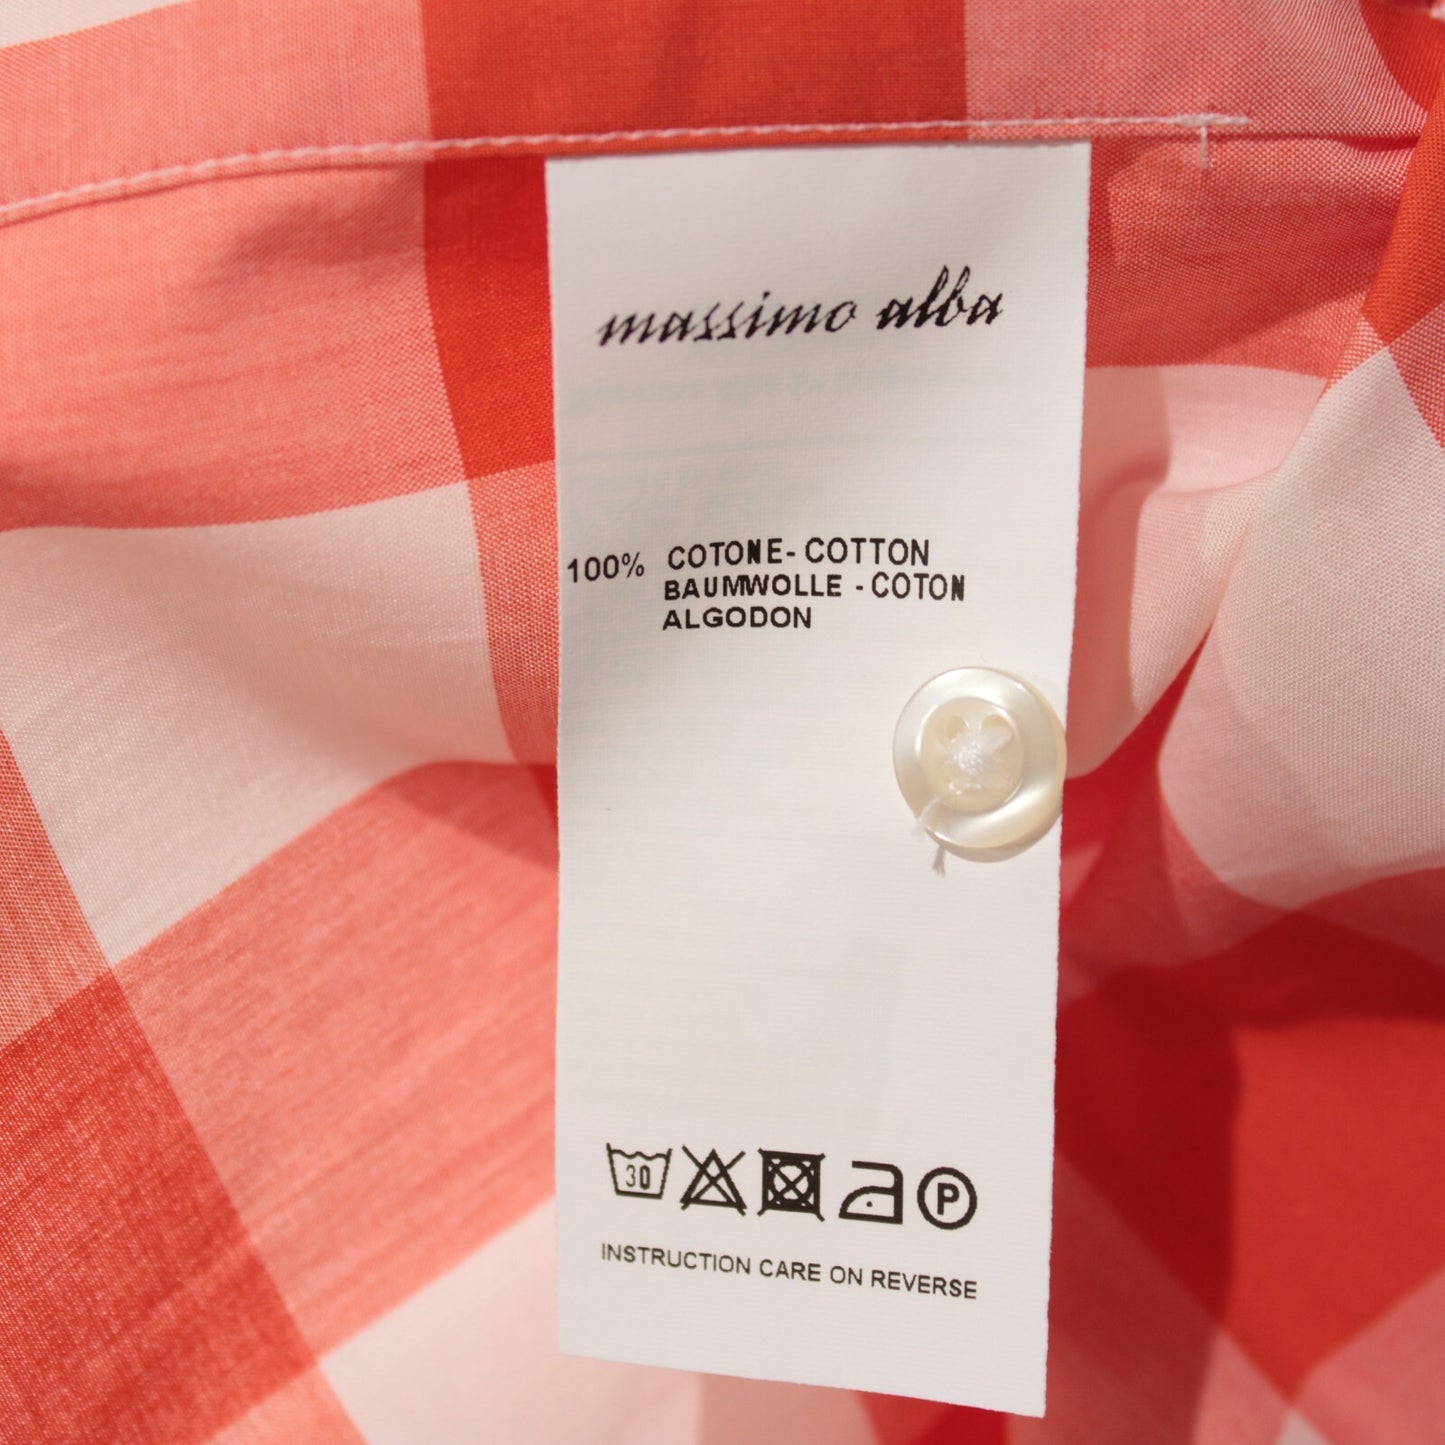 massimo alba
100% COTONE - COTTON
BAUMWOLLE - COTON
ALGODON
30 P
INSTRUCTION CARE ON REVERSE